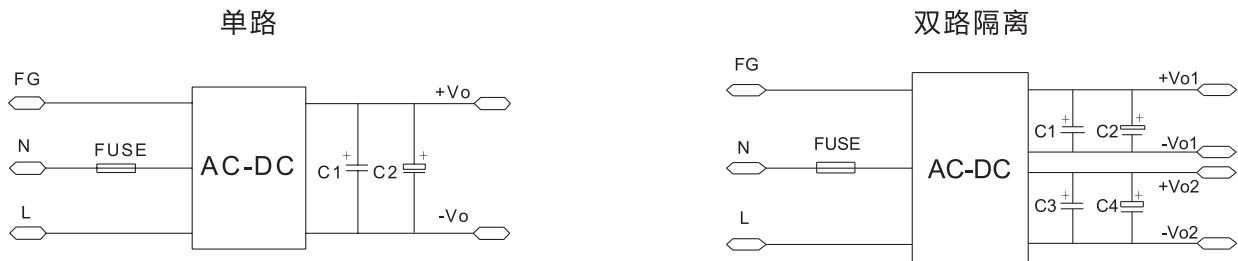 单路
FG
N
FUSE
L
AC-DC
C1
+
C2
+
+Vo
-Vo
双路隔离
FG
N
FUSE
L
AC-DC
C1
+
C2
+
+Vo1
-Vo1
+Vo2
C3
+
C4
+
-Vo2